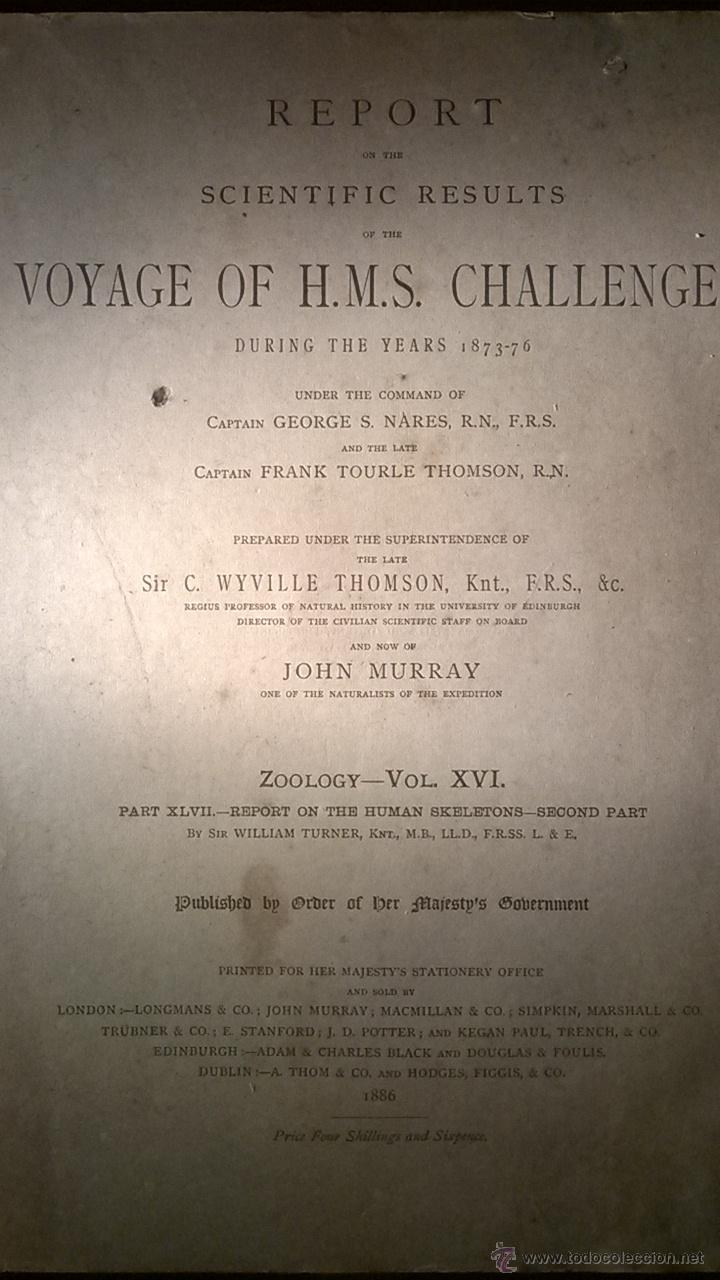 REPORT
ON THE
SCIENTIFIC RESULTS
OF THE
VOYAGE OF H.M.S. CHALLENGE
DURING THE YEARS 1873-76
UNDER THE COMMAND OF
CAPTAIN GEORGE S. NARES, R.N., F.R.S.
AND THE LATE
CAPTAIN FRANK TOURLE THOMSON, R.N.
PREPARED UNDER THE SUPERINTENDENCE OF
THE LATE
Sir C. WYVILLE THOMSON, Knt., F.R.S., &c.
REGIUS PROFESSOR OF NATURAL HISTORY IN THE UNIVERSITY OF EDINBURGH
DIRECTOR OF THE CIVILIAN SCIENTIFIC STAFF ON BOARD
AND NOW OF
JOHN MURRAY
ONE OF THE NATURALISTS OF THE EXPEDITION
ZOOLOGY—VOL. XVI.
PART XLVII.—REPORT ON THE HUMAN SKELETONS—SECOND PART
BY SIR WILLIAM TURNER, KNT., M.B., LL.D., F.R.SS. L. & E.
Published by Order of Her Majesty's Government
PRINTED FOR HER MAJESTY'S STATIONERY OFFICE
AND SOLD BY
LONDON:—LONGMANS & CO.; JOHN MURRAY; MACMILLAN & CO.; SIMPKIN, MARSHALL & CO.
TRÜBNER & CO.; E. STANFORD; J. D. POTTER; AND KEGAN PAUL, TRENCH, & CO.
EDINBURGH:—ADAM & CHARLES BLACK AND DOUGLAS & FOULIS.
DUBLIN:—A. THOM & CO. AND HODGES, FIGGIS, & CO.
1886
Price Four Shillings and Sixpence.
www.todocoleccion.net